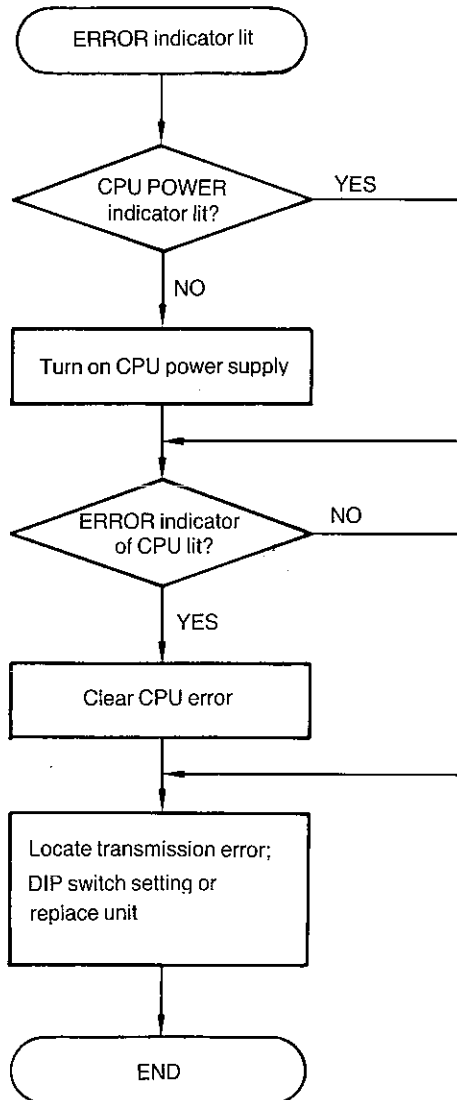 ERROR indicator lit
CPU POWER
indicator lit?
YES
NO
Turn on CPU power supply
ERROR indicator
of CPU lit?
NO
YES
Clear CPU error
Locate transmission error;
DIP switch setting or
replace unit
END